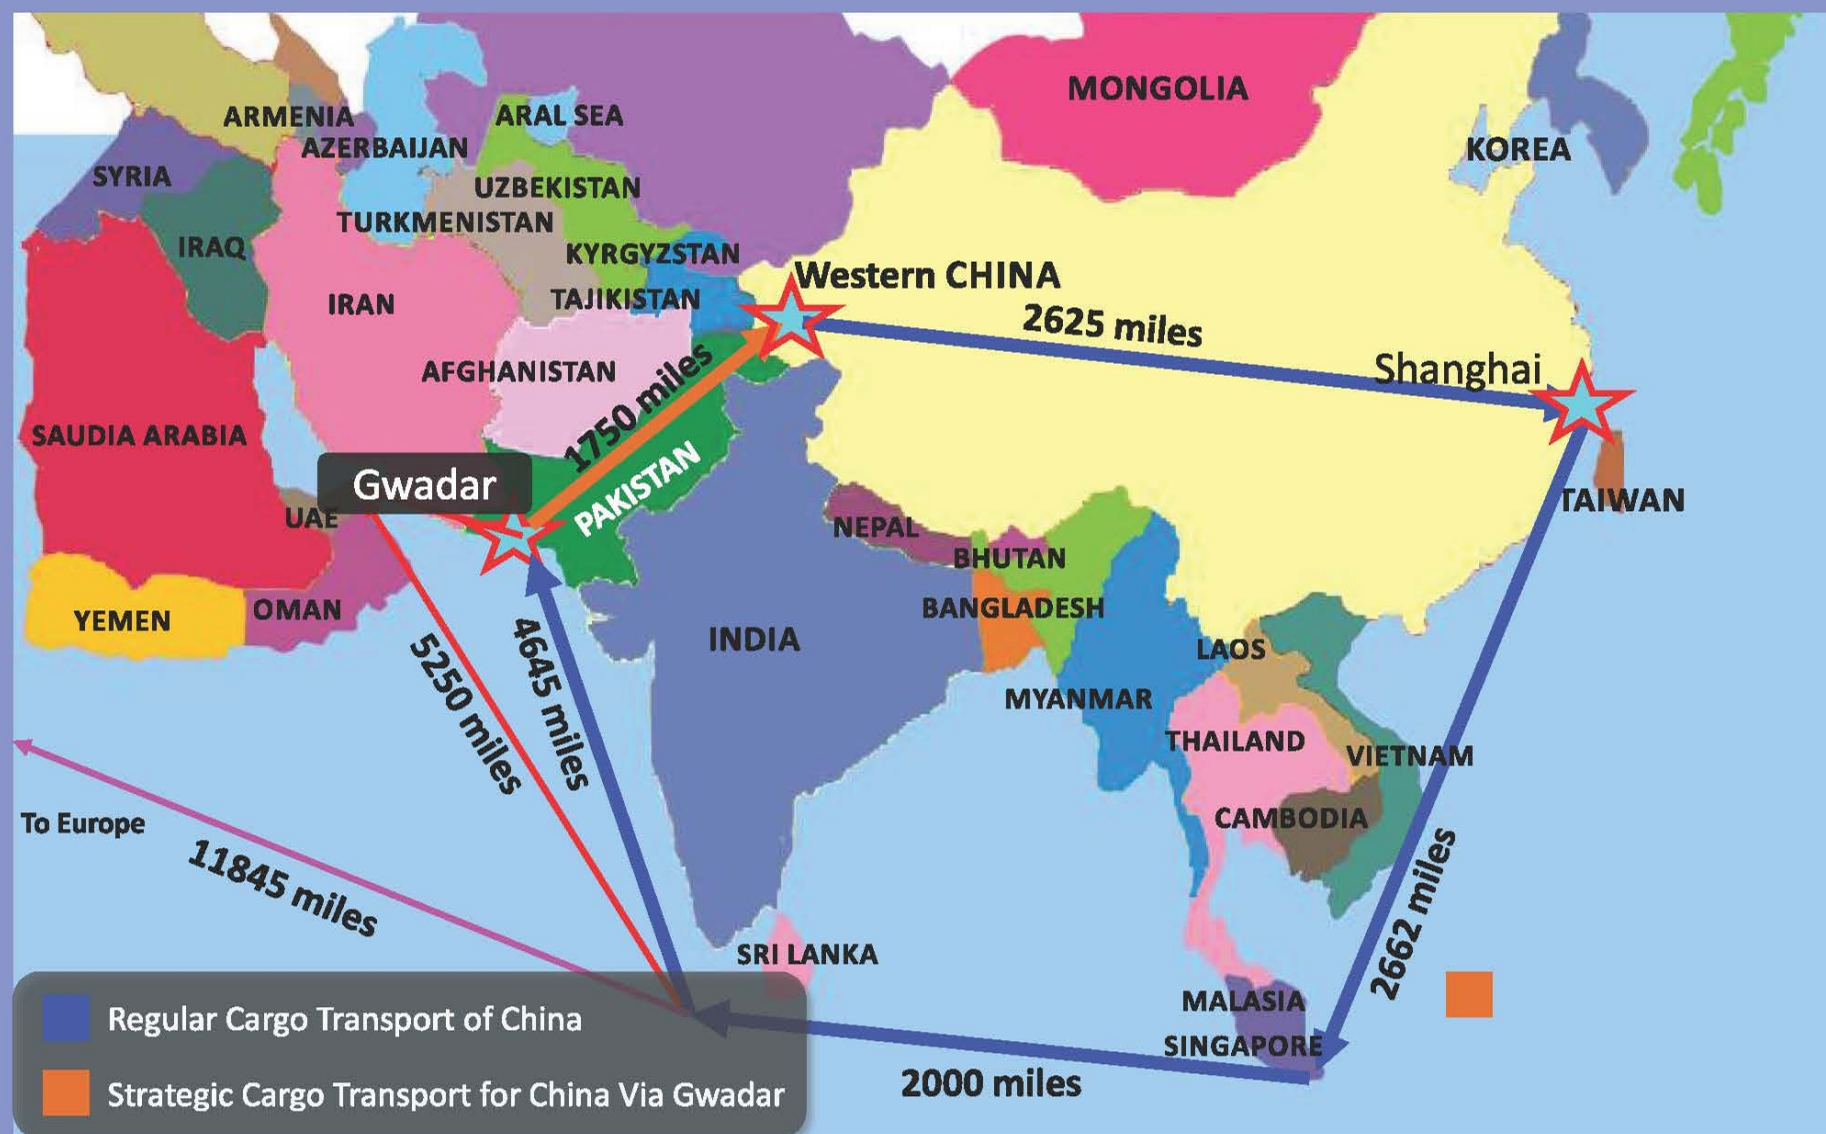 MONGOLIA
ARMENIA
ARAL SEA
AZERBAIJAN
KOREA
SYRIA
UZBEKISTAN
TURKMENISTAN
IRAQ
KYRGYZSTAN
Western CHINA
TAJIKISTAN
IRAN
2625 miles
AFGHANISTAN
Shanghai
1750 miles
SAUDIA ARABIA
Gwadar
PAKISTAN
UAE
TAIWAN
NEPAL
BHUTAN
YEMEN
OMAN
BANGLADESH
INDIA
LAOS
5250 miles
4645 miles
MYANMAR
THAILAND
VIETNAM
To Europe
CAMBODIA
11845 miles
2662 miles
SRI LANKA
MALASIA
SINGAPORE
2000 miles
Regular Cargo Transport of China
Strategic Cargo Transport for China Via Gwadar